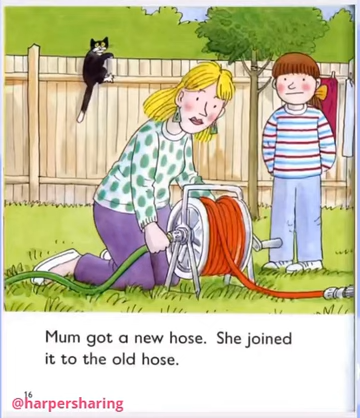 Mum got a new hose. She joined
it to the old hose.
16
@harpersharing